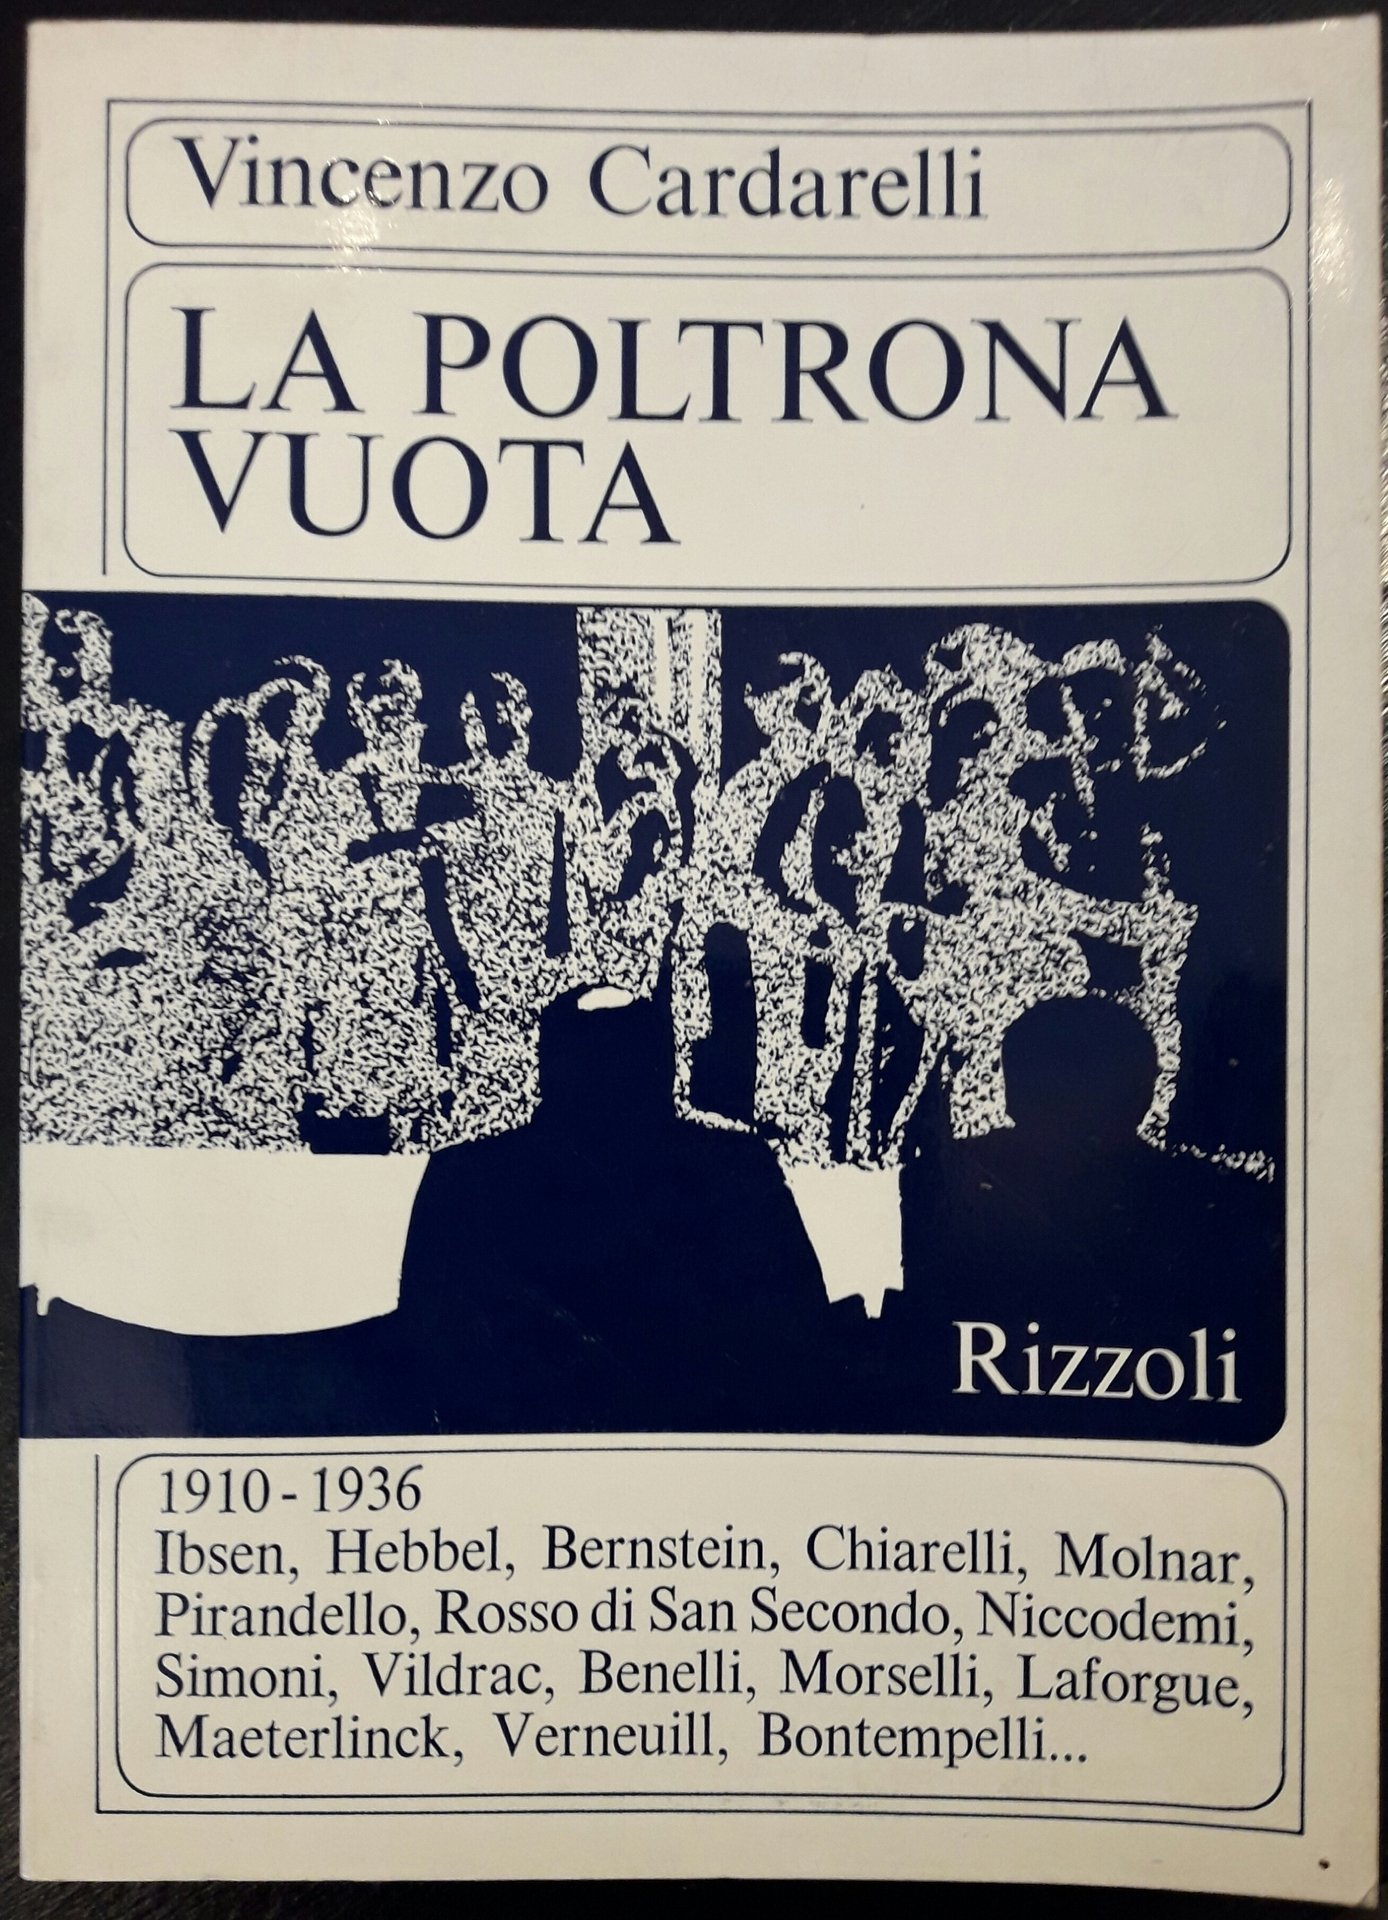 Vincenzo Cardarelli
LA POLTRONA
VUOTA
Rizzoli
1910-1936
Ibsen, Hebbel, Bernstein, Chiarelli, Molnar,
Pirandello, Rosso di San Secondo, Niccodemi,
Simoni, Vildrac, Benelli, Morselli, Laforgue,
Maeterlinck, Verneuill, Bontempelli...